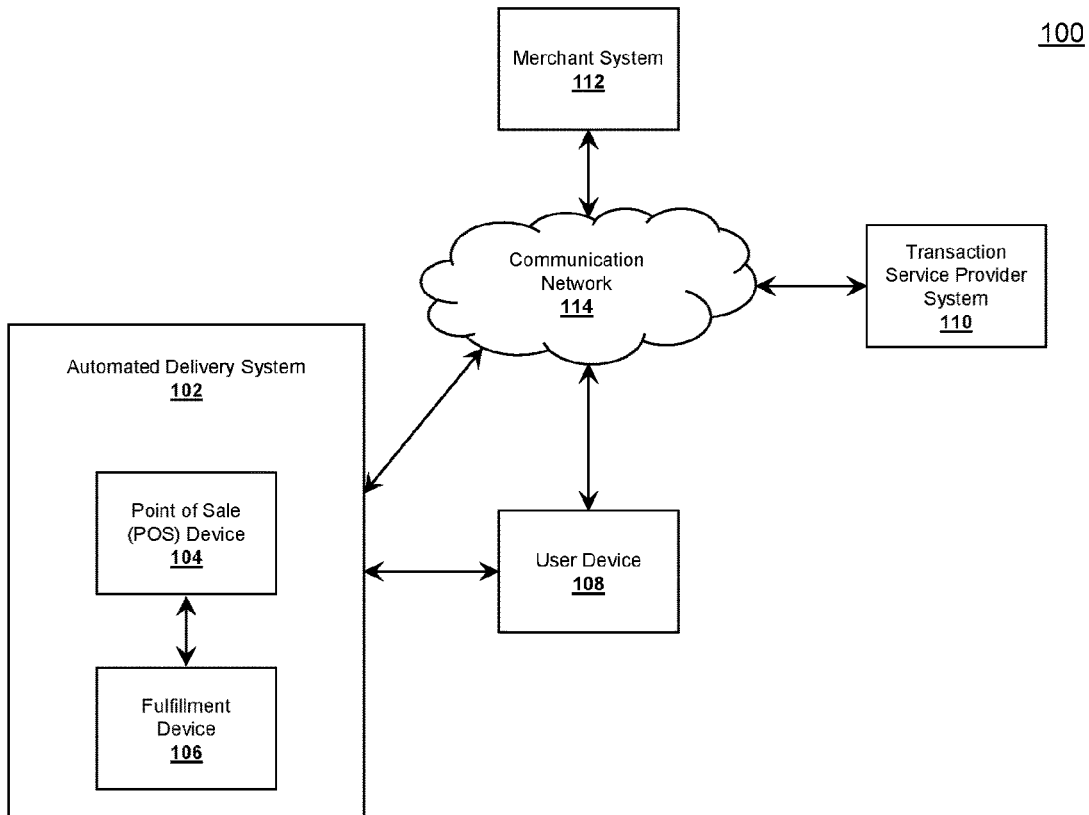 100
Merchant System
112
Communication
Network
114
Transaction
Service Provider
System
110
Automated Delivery System
102
Point of Sale
(POS) Device
104
User Device
108
Fulfillment
Device
106